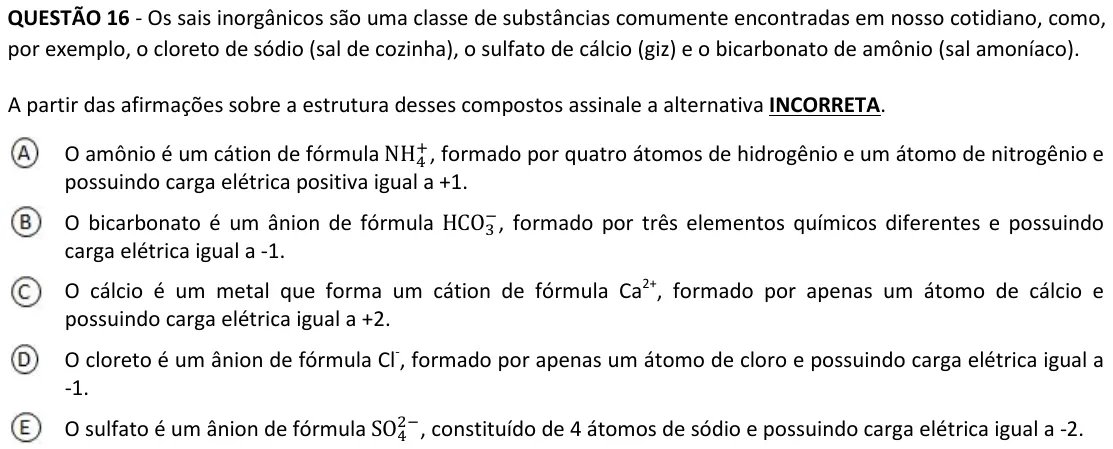 QUESTÃO 16 - Os sais inorgânicos são uma classe de substâncias comumente encontradas em nosso cotidiano, como,
por exemplo, o cloreto de sódio (sal de cozinha), o sulfato de cálcio (giz) e o bicarbonato de amônio (sal amoníaco).
A partir das afirmações sobre a estrutura desses compostos assinale a alternativa INCORRETA.
A O amônio é um cátion de fórmula NH₄⁺, formado por quatro átomos de hidrogênio e um átomo de nitrogênio e
possuindo carga elétrica positiva igual a +1.
B O bicarbonato é um ânion de fórmula HCO₃⁻, formado por três elementos químicos diferentes e possuindo
carga elétrica igual a -1.
C O cálcio é um metal que forma um cátion de fórmula Ca²⁺, formado por apenas um átomo de cálcio e
possuindo carga elétrica igual a +2.
D O cloreto é um ânion de fórmula Cl⁻, formado por apenas um átomo de cloro e possuindo carga elétrica igual a
-1.
E O sulfato é um ânion de fórmula SO₄²⁻, constituído de 4 átomos de sódio e possuindo carga elétrica igual a -2.